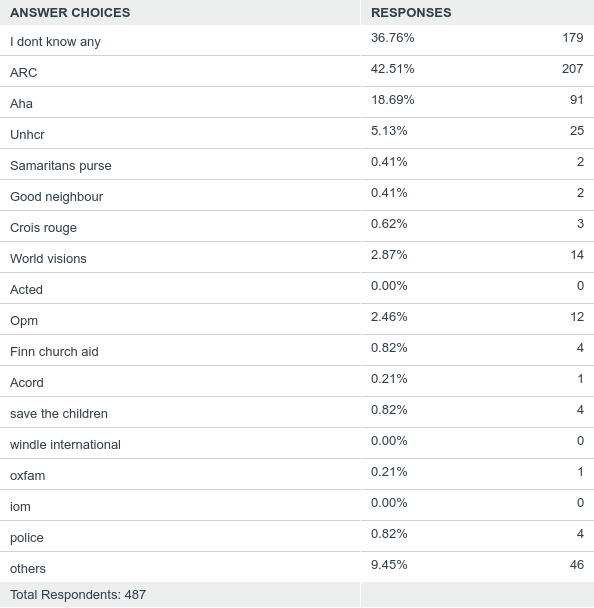 ANSWER CHOICES RESPONSES
I dont know any 36.76% 179
ARC 42.51% 207
Aha 18.69% 91
Unhcr 5.13% 25
Samaritans purse 0.41% 2
Good neighbour 0.41% 2
Crois rouge 0.62% 3
World visions 2.87% 14
Acted 0.00% 0
Opm 2.46% 12
Finn church aid 0.82% 4
Acord 0.21% 1
save the children 0.82% 4
windle international 0.00% 0
oxfam 0.21% 1
iom 0.00% 0
police 0.82% 4
others 9.45% 46
Total Respondents: 487